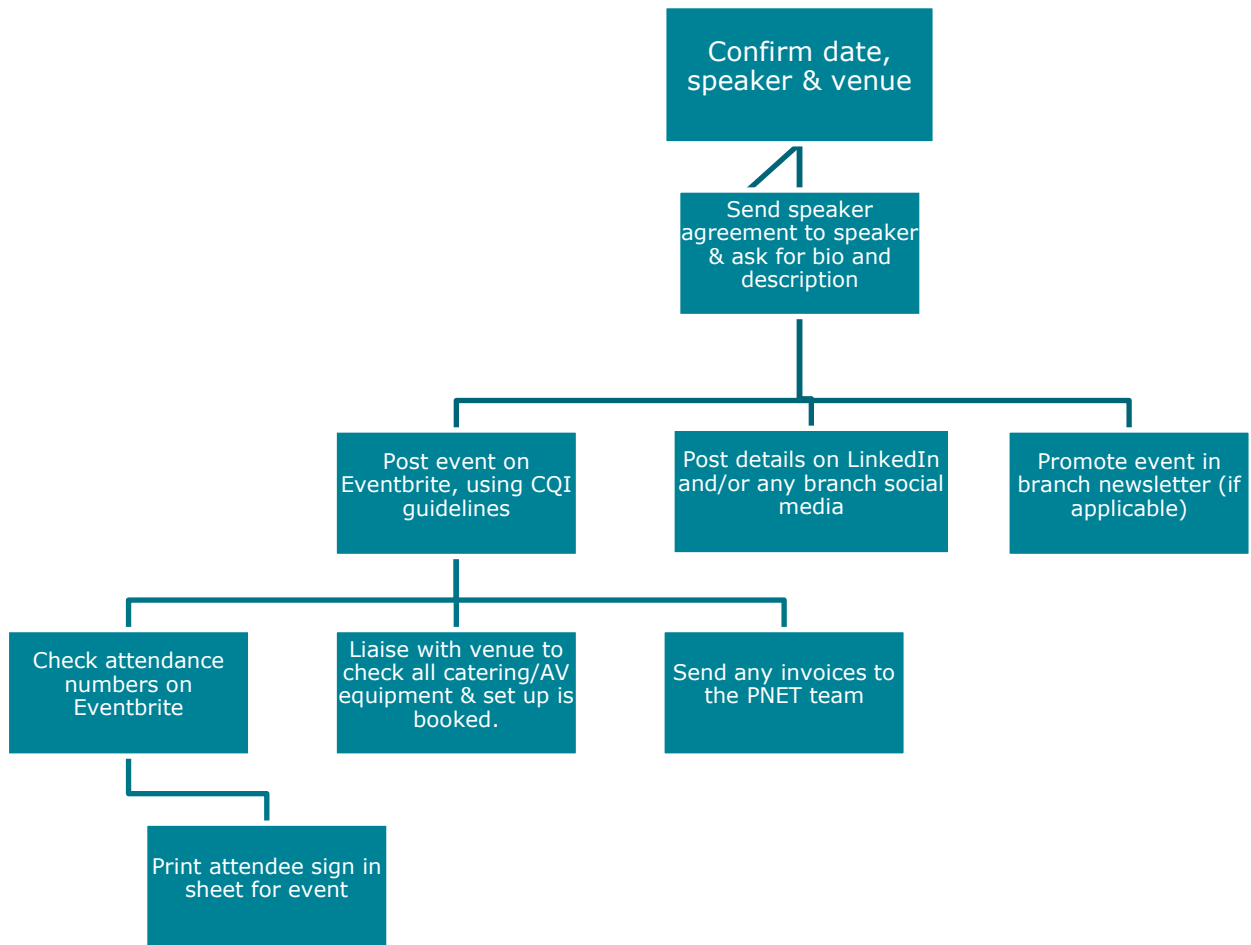 Confirm date,
speaker & venue
Send speaker
agreement to speaker
& ask for bio and
description
Post event on
Eventbrite, using CQI
guidelines
Post details on LinkedIn
and/or any branch social
media
Promote event in
branch newsletter (if
applicable)
Check attendance
numbers on
Eventbrite
Liaise with venue to
check all catering/AV
equipment & set up is
booked.
Send any invoices to
the PNET team
Print attendee sign in
sheet for event